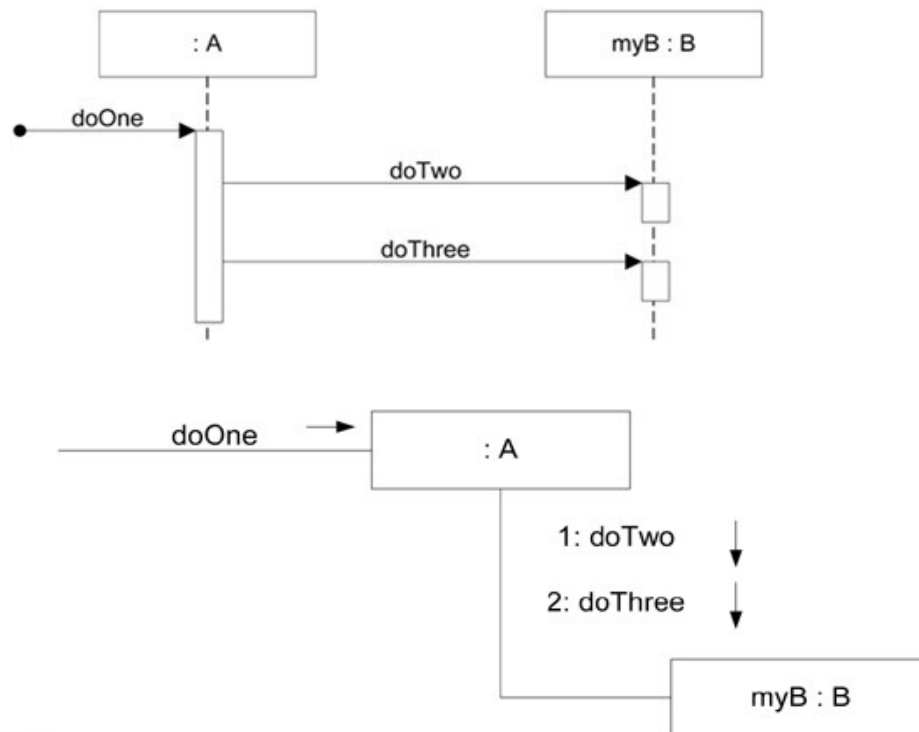 : A
myB : B
doOne
doTwo
doThree
doOne
: A
1: doTwo
2: doThree
myB : B